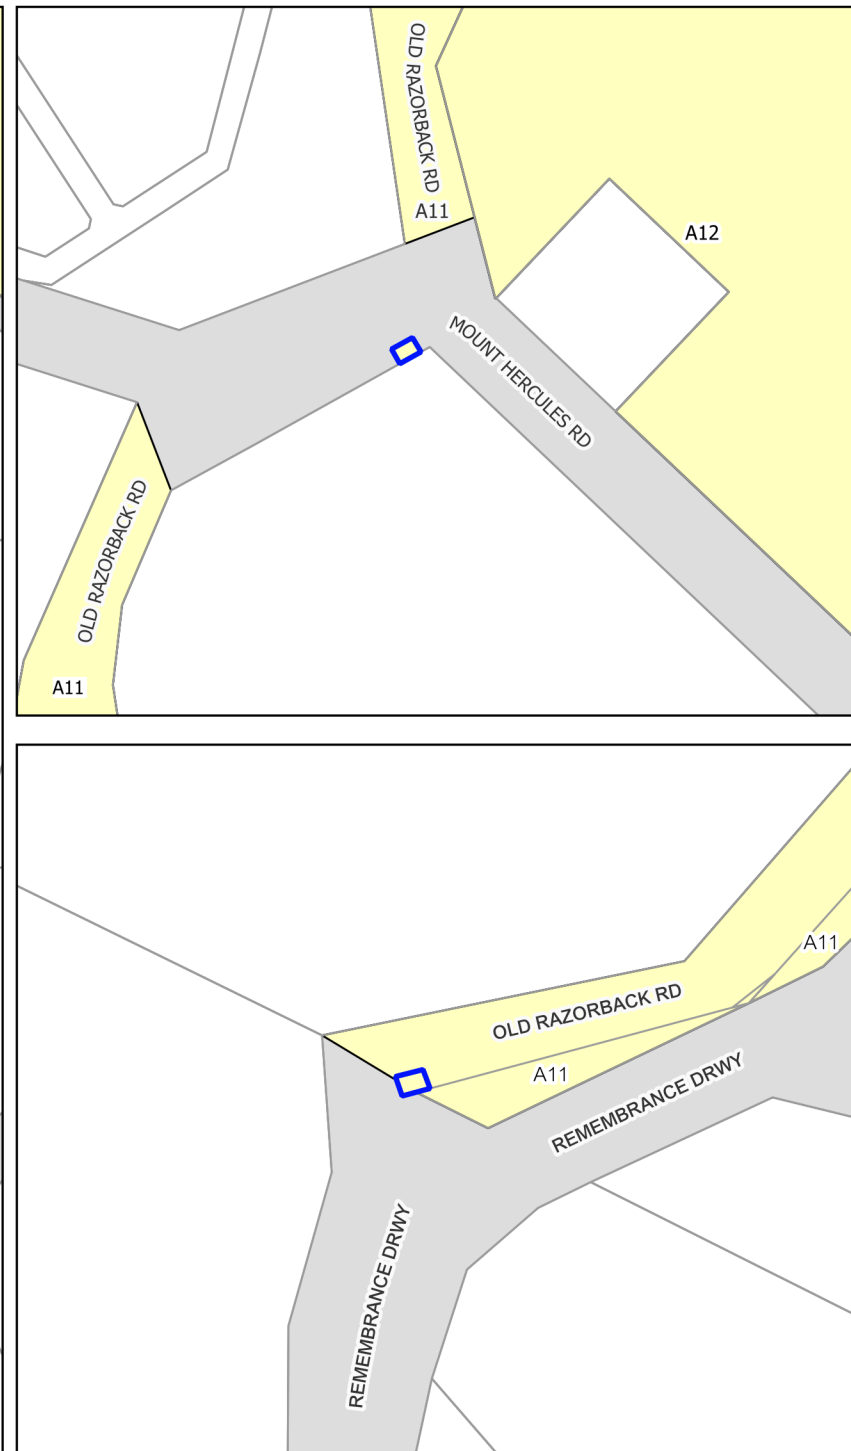 OLD RAZORBACK RD
A11
A12
MOUNT HERCULES RD
OLD RAZORBACK RD
A11
A11
OLD RAZORBACK RD
A11
REMEMBRANCE DRWY
REMEMBRANCE DRWY